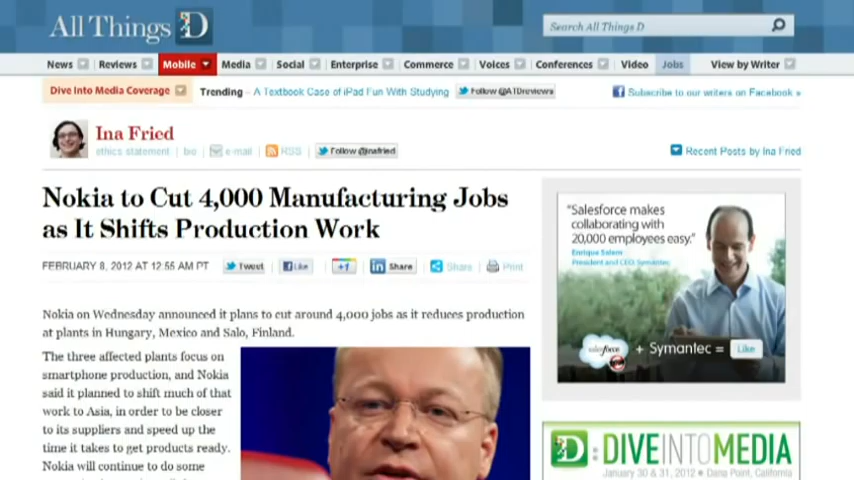 All Things D
Search All Things D
News Reviews Mobile Media Social Enterprise Commerce Voices Conferences Video Jobs View by Writer
Dive Into Media Coverage Trending - A Textbook Case of iPad Fun With Studying Follow @ATDreviews Subscribe to our writers on Facebook »
Ina Fried
ethics statement | bio | e-mail RSS Follow @inafried Recent Posts by Ina Fried
Nokia to Cut 4,000 Manufacturing Jobs
as It Shifts Production Work
FEBRUARY 8, 2012 AT 12:55 AM PT Tweet Like +1 Share Share Print
Nokia on Wednesday announced it plans to cut around 4,000 jobs as it reduces production
at plants in Hungary, Mexico and Salo, Finland.
The three affected plants focus on
smartphone production, and Nokia
said it planned to shift much of that
work to Asia, in order to be closer
to its suppliers and speed up the
time it takes to get products ready.
Nokia will continue to do some
"Salesforce makes
collaborating with
20,000 employees easy."
Enrique Salem
President and CEO, Symantec
salesforce + Symantec = Like
D: DIVEINTOMEDIA
January 30 & 31, 2012 • Dana Point, California